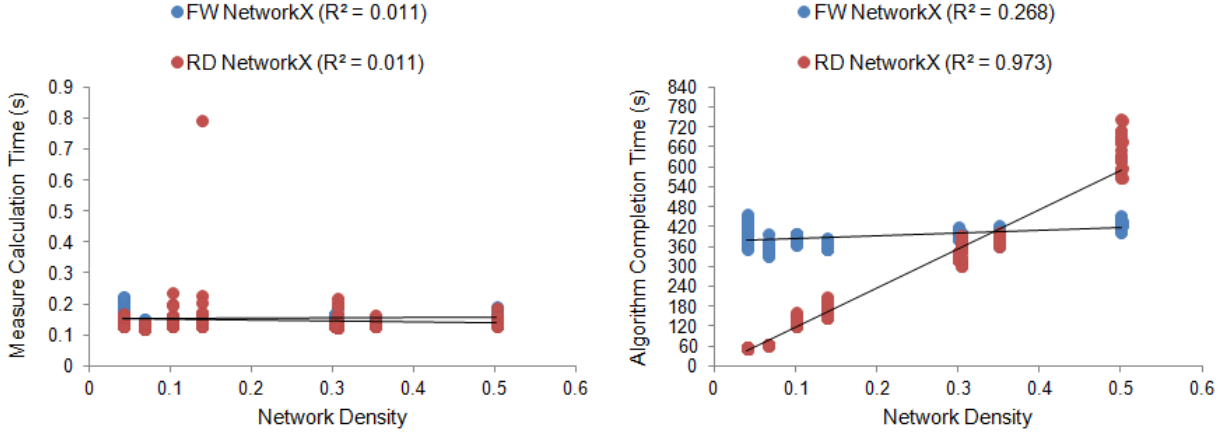 FW NetworkX (R² = 0.011)
RD NetworkX (R² = 0.011)
Measure Calculation Time (s)
0.9
0.8
0.7
0.6
0.5
0.4
0.3
0.2
0.1
0
0 0.1 0.2 0.3 0.4 0.5 0.6
Network Density
FW NetworkX (R² = 0.268)
RD NetworkX (R² = 0.973)
Algorithm Completion Time (s)
840
780
720
660
600
540
480
420
360
300
240
180
120
60
0
0 0.1 0.2 0.3 0.4 0.5 0.6
Network Density